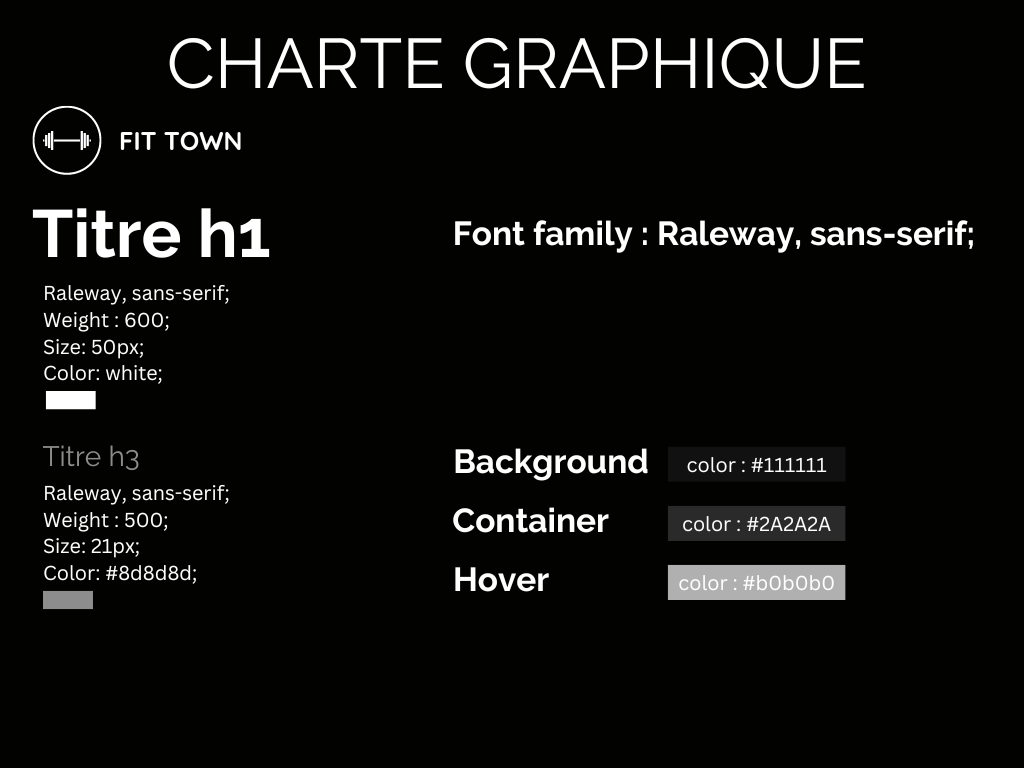 CHARTE GRAPHIQUE
FIT TOWN
Titre h1
Raleway, sans-serif;
Weight : 600;
Size: 50px;
Color: white;
Font family : Raleway, sans-serif;
Titre h3
Raleway, sans-serif;
Weight : 500;
Size: 21px;
Color: #8d8d8d;
Background color : #111111
Container color : #2A2A2A
Hover color : #b0b0b0